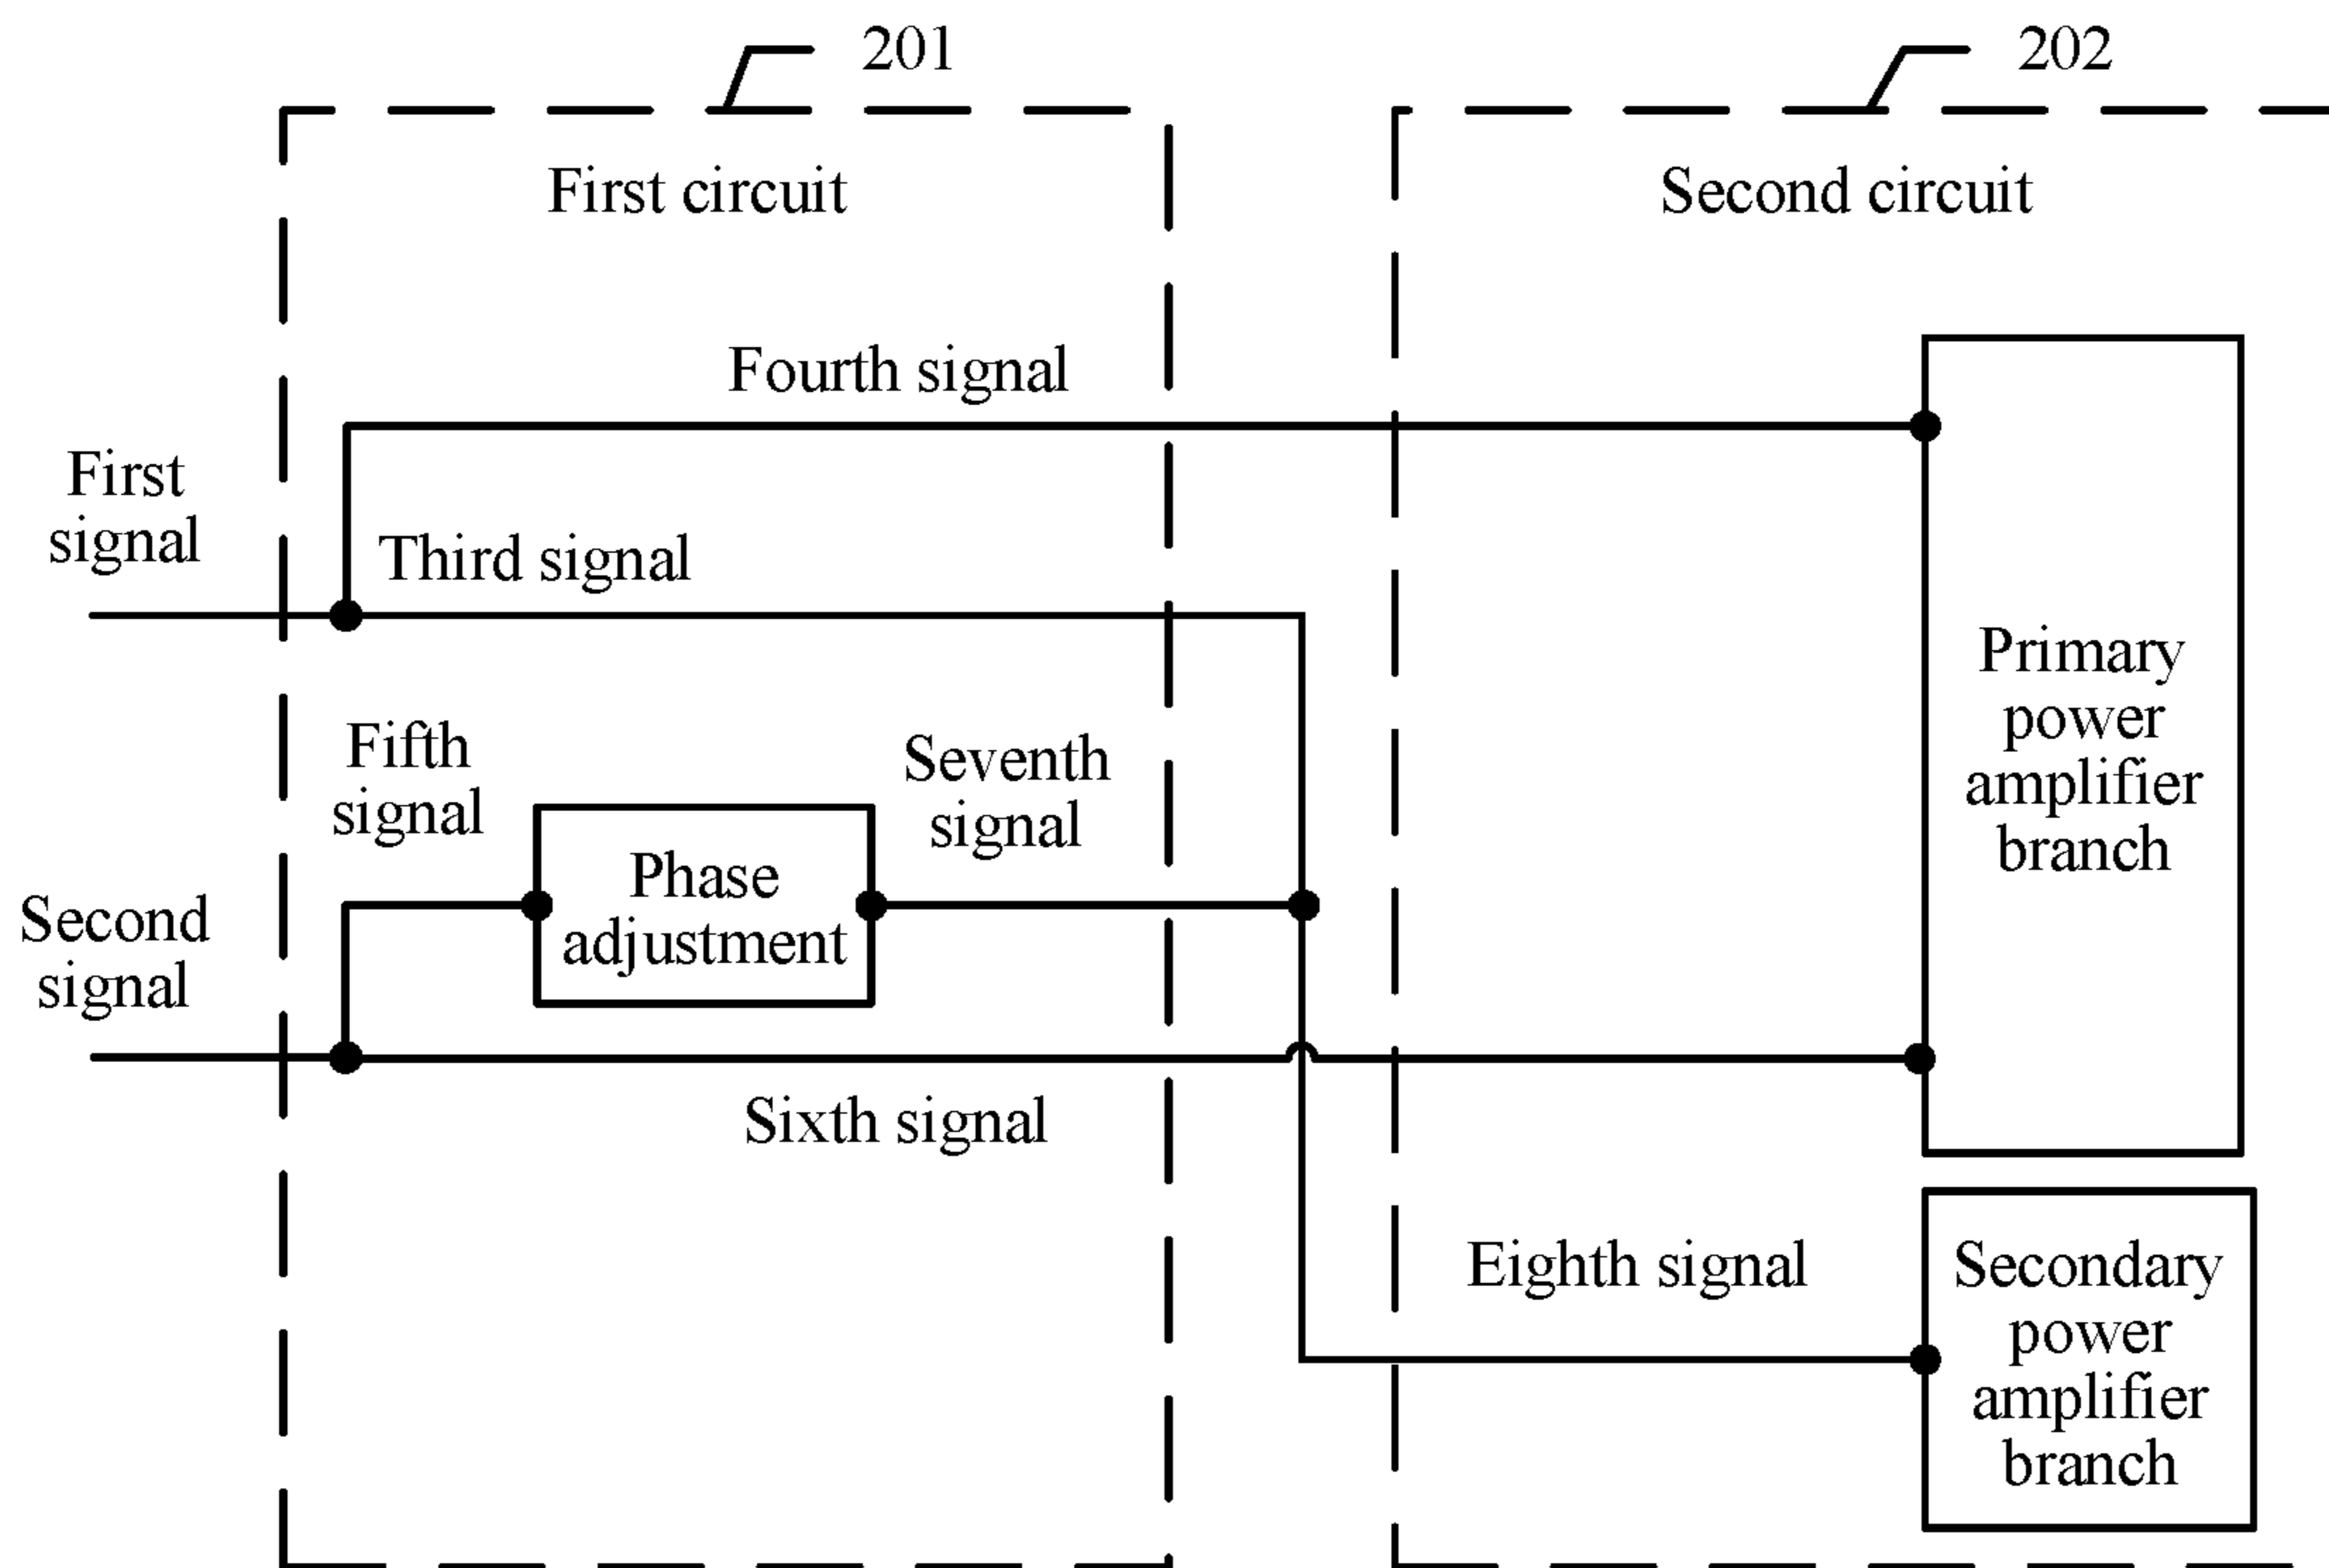 201
202
First circuit
Second circuit
Fourth signal
First
signal
Third signal
Primary
power
amplifier
branch
Fifth
signal
Seventh
signal
Phase
adjustment
Second
signal
Sixth signal
Eighth signal
Secondary
power
amplifier
branch